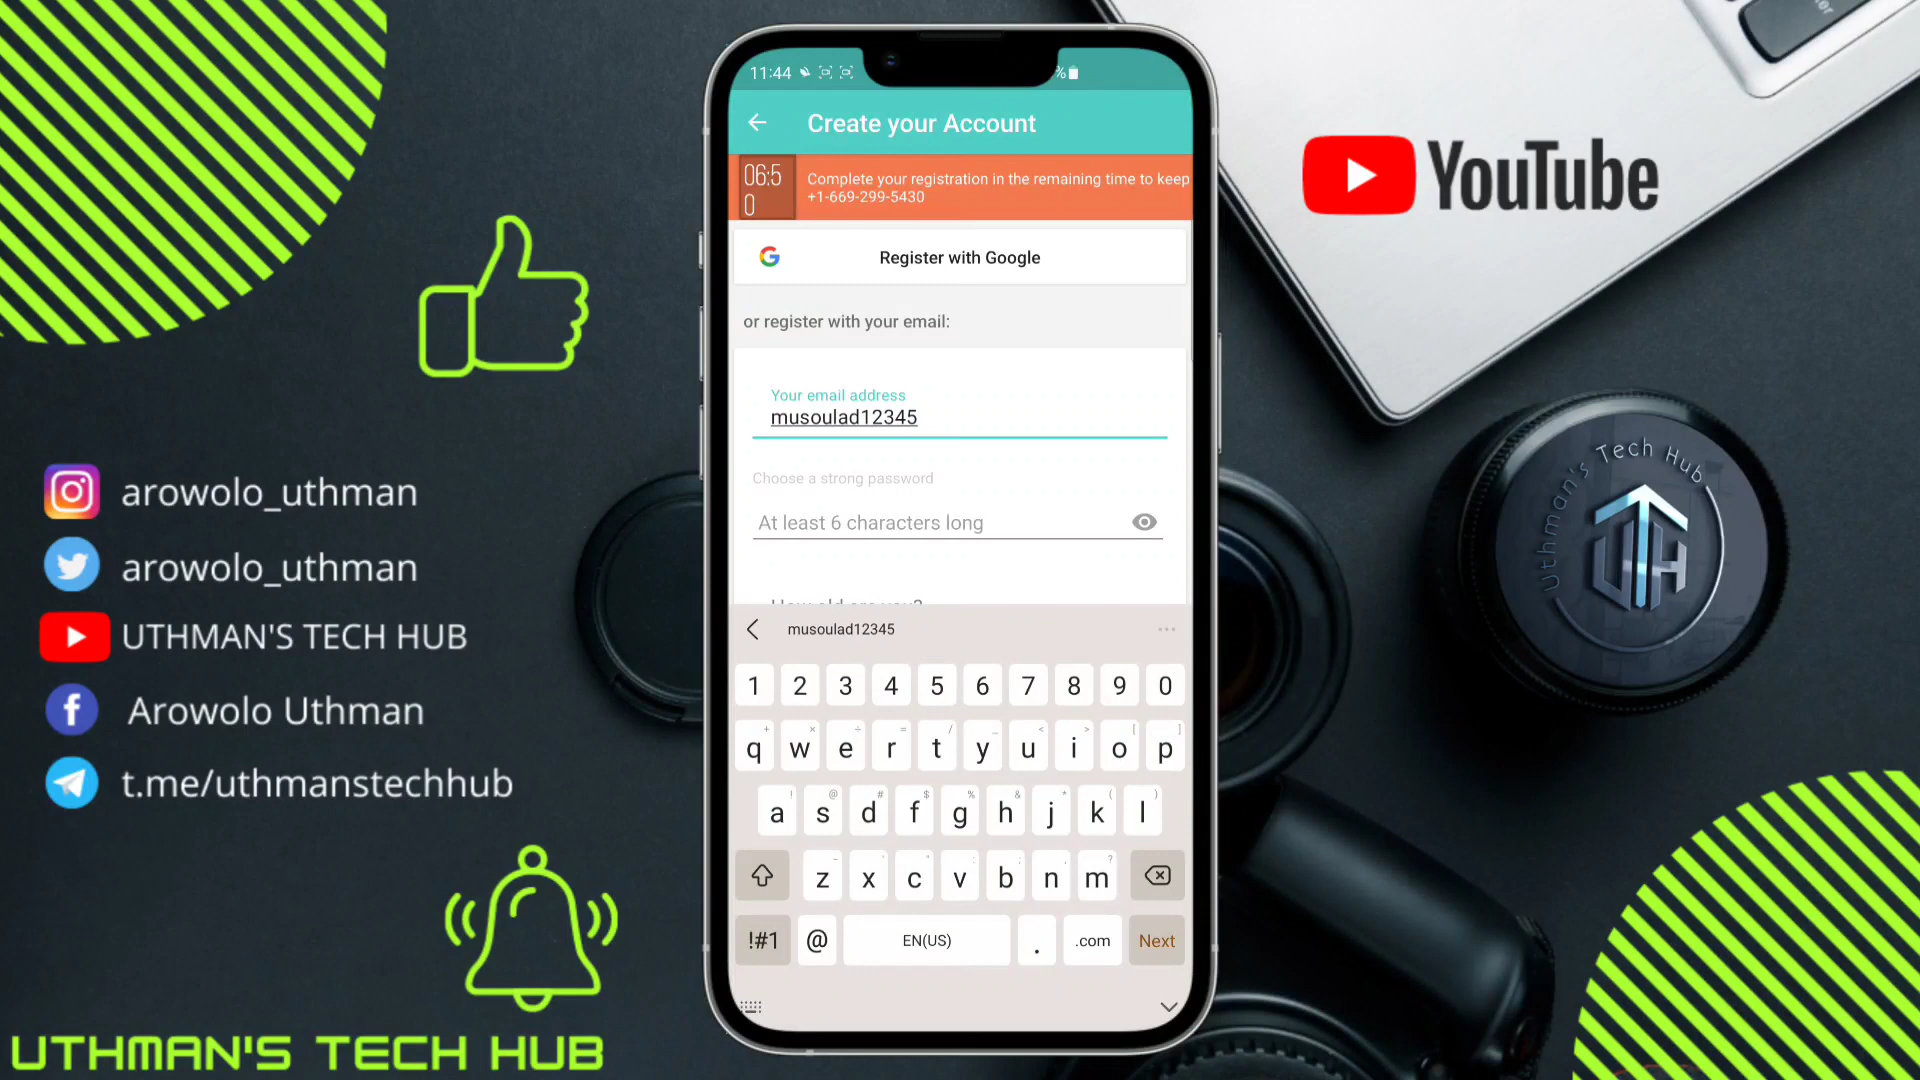 11:44
%
Create your Account
06:5
0
Complete your registration in the remaining time to keep
+1-669-299-5430
Register with Google
or register with your email:
Your email address
musoulad12345
Choose a strong password
At least 6 characters long
musoulad12345
1 2 3 4 5 6 7 8 9 0
q w e r t y u i o p
a s d f g h j k l
z x c v b n m
!#1 @ EN(US) . .com Next
YouTube
arowolo_uthman
arowolo_uthman
UTHMAN'S TECH HUB
Arowolo Uthman
t.me/uthmanstechhub
UTHMAN'S TECH HUB
Uthman's Tech Hub
UTH